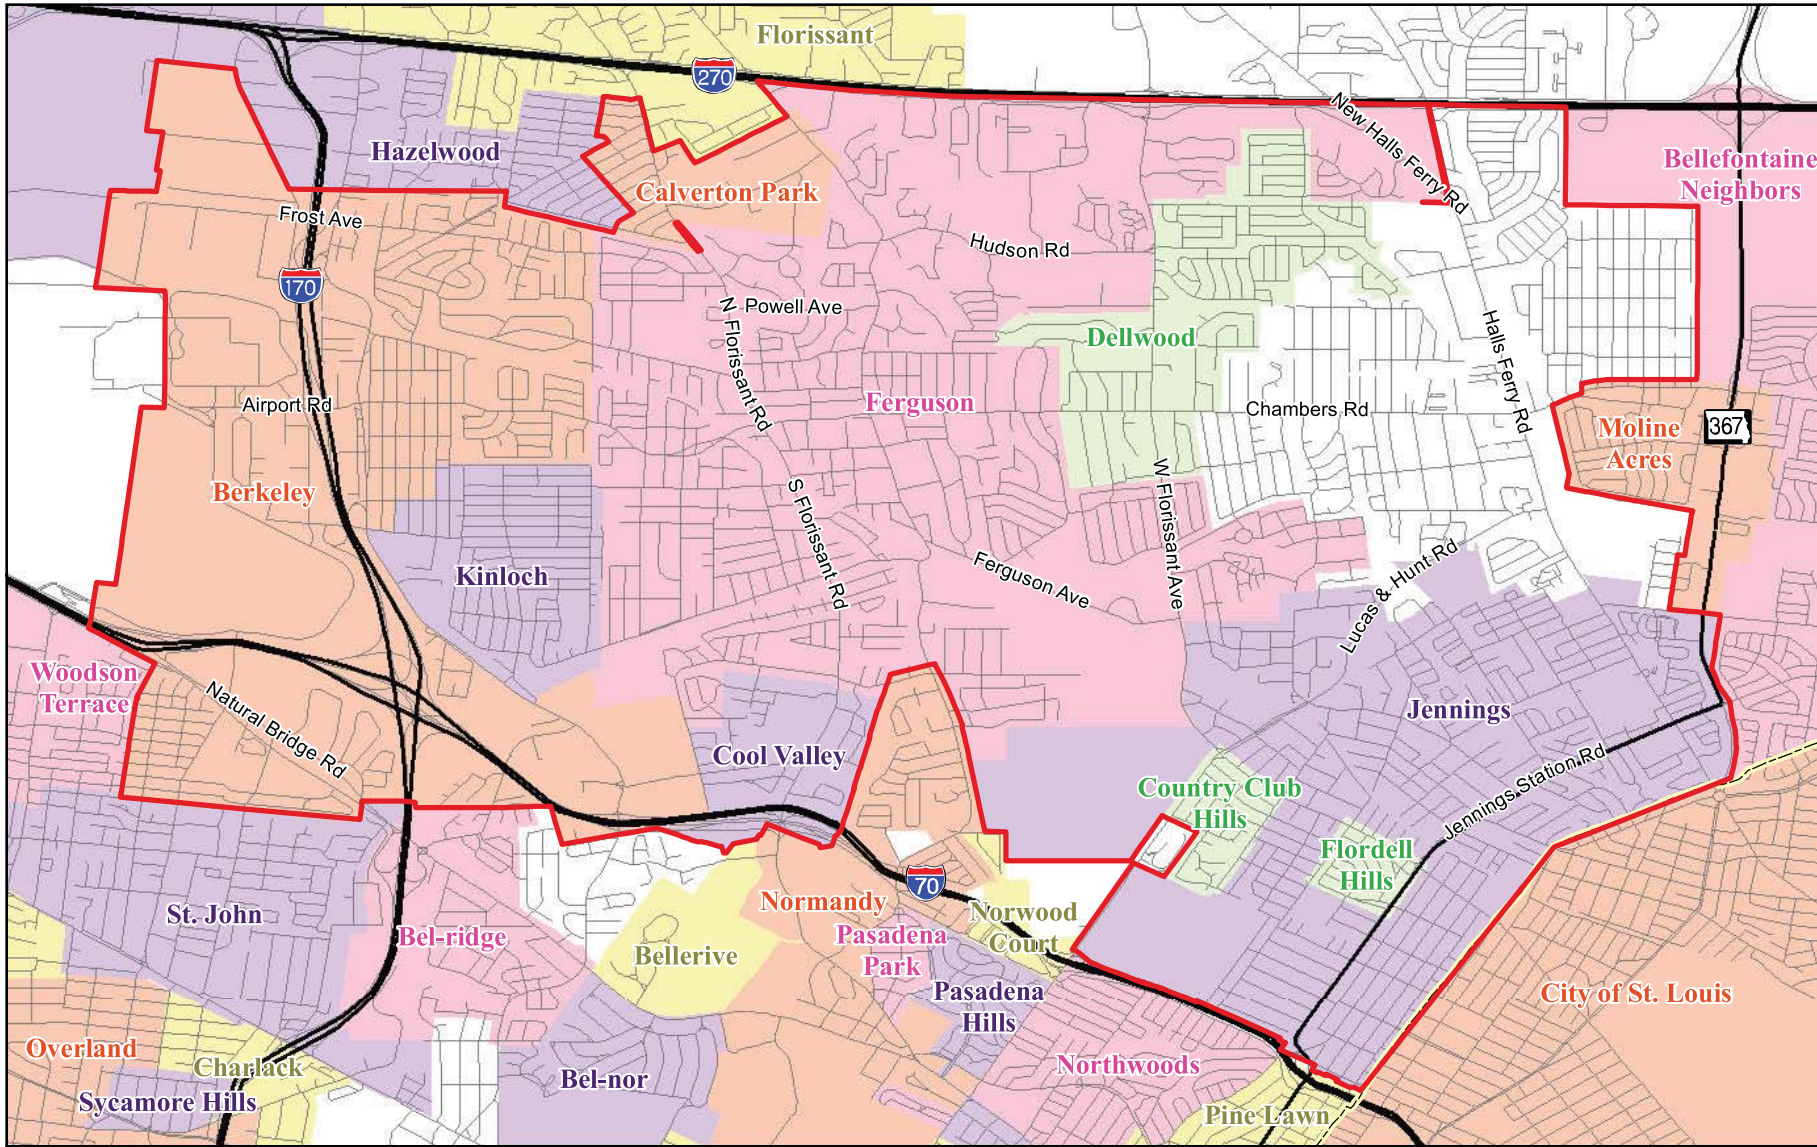 Florissant
270
New Halls Ferry Rd
Hazelwood
Bellefontaine
Neighbors
Calverton Park
Frost Ave
Hudson Rd
170
Powell Ave
N Florissant Rd
Dellwood
Halls Ferry Rd
Airport Rd
Ferguson
Chambers Rd
Moline
Acres
367
Berkeley
S Florissant Rd
W Florissant Ave
Kinloch
Ferguson Ave
Lucas & Hunt Rd
Woodson
Terrace
Natural Bridge Rd
Jennings
Cool Valley
Country Club
Hills
Jennings Station Rd
Flordell
Hills
70
Normandy
Norwood
Court
St. John
Bel-ridge
Pasadena
Park
Bellerive
Pasadena
Hills
City of St. Louis
Overland
Charlack
Northwoods
Bel-nor
Sycamore Hills
Pine Lawn